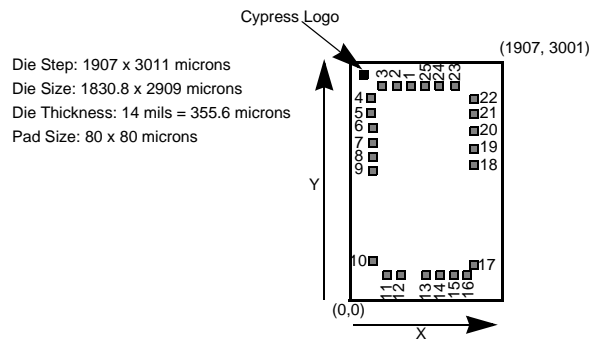 Cypress Logo
(1907, 3001)
Die Step: 1907 x 3011 microns
Die Size: 1830.8 x 2909 microns
Die Thickness: 14 mils = 355.6 microns
Pad Size: 80 x 80 microns
3 2 1 25 24 23
4 22
5 21
6 20
7 19
8 18
9
Y
10 17
11 12 13 14 15 16
(0,0)
X